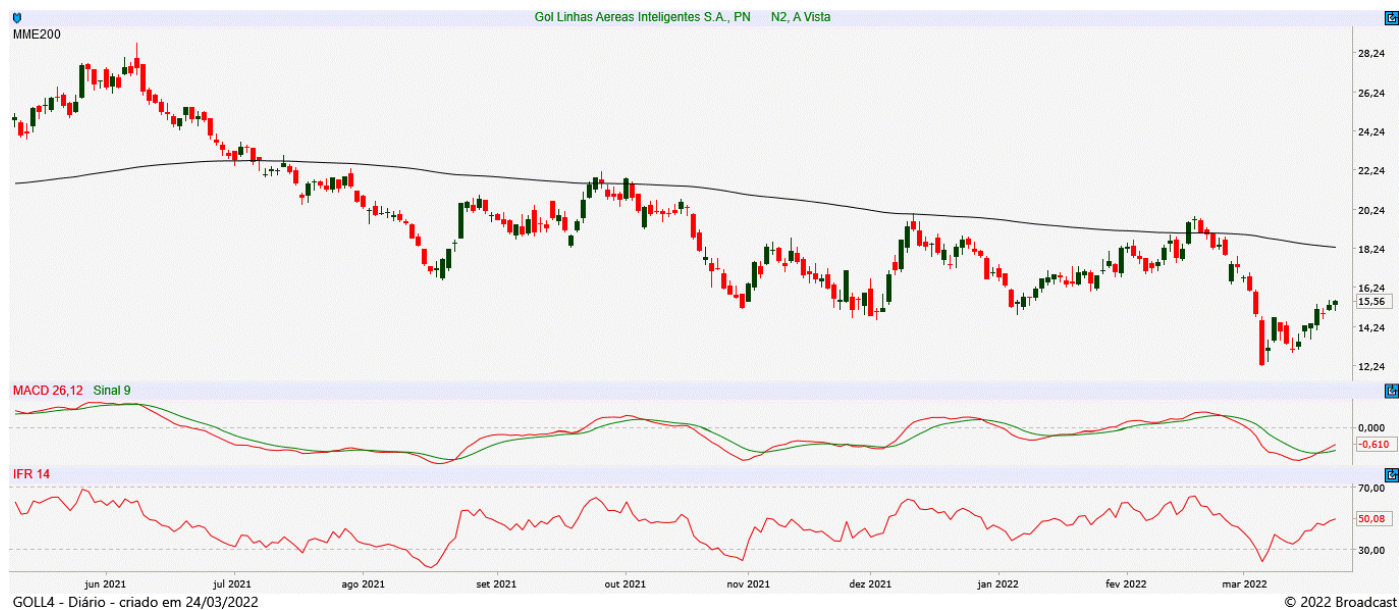 Gol Linhas Aereas Inteligentes S.A., PN N2, A Vista
MME200
28,24
26,24
24,24
22,24
20,24
18,24
16,24
15,56
14,24
12,24
MACD 26,12 Sinal 9
0,000
-0,610
IFR 14
70,00
50,08
30,00
jun 2021 jul 2021 ago 2021 set 2021 out 2021 nov 2021 dez 2021 jan 2022 fev 2022 mar 2022
GOLL4 - Diário - criado em 24/03/2022 © 2022 Broadcast